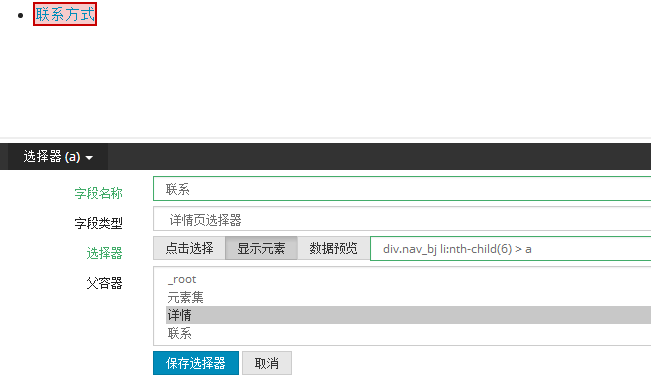 联系方式
选择器 (a)
字段名称 联系
字段类型 详情页选择器
选择器 点击选择 显示元素 数据预览 div.nav_bj li:nth-child(6) > a
父容器 _root
元素集
详情
联系
保存选择器 取消